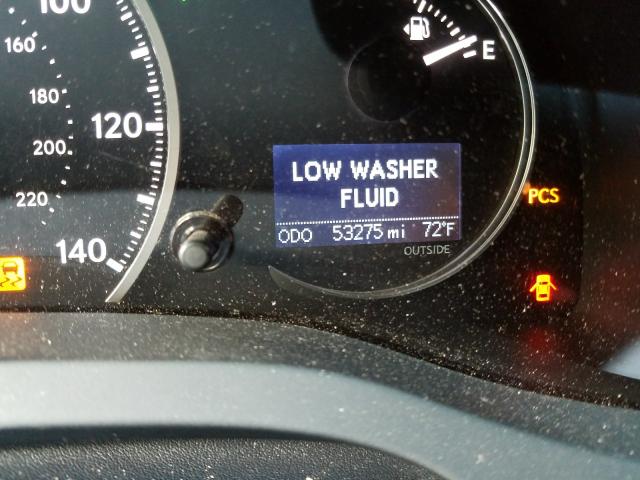 100
160
180
120
200
220
140
E
LOW WASHER
FLUID
ODO 53275 mi 72°F
OUTSIDE
PCS